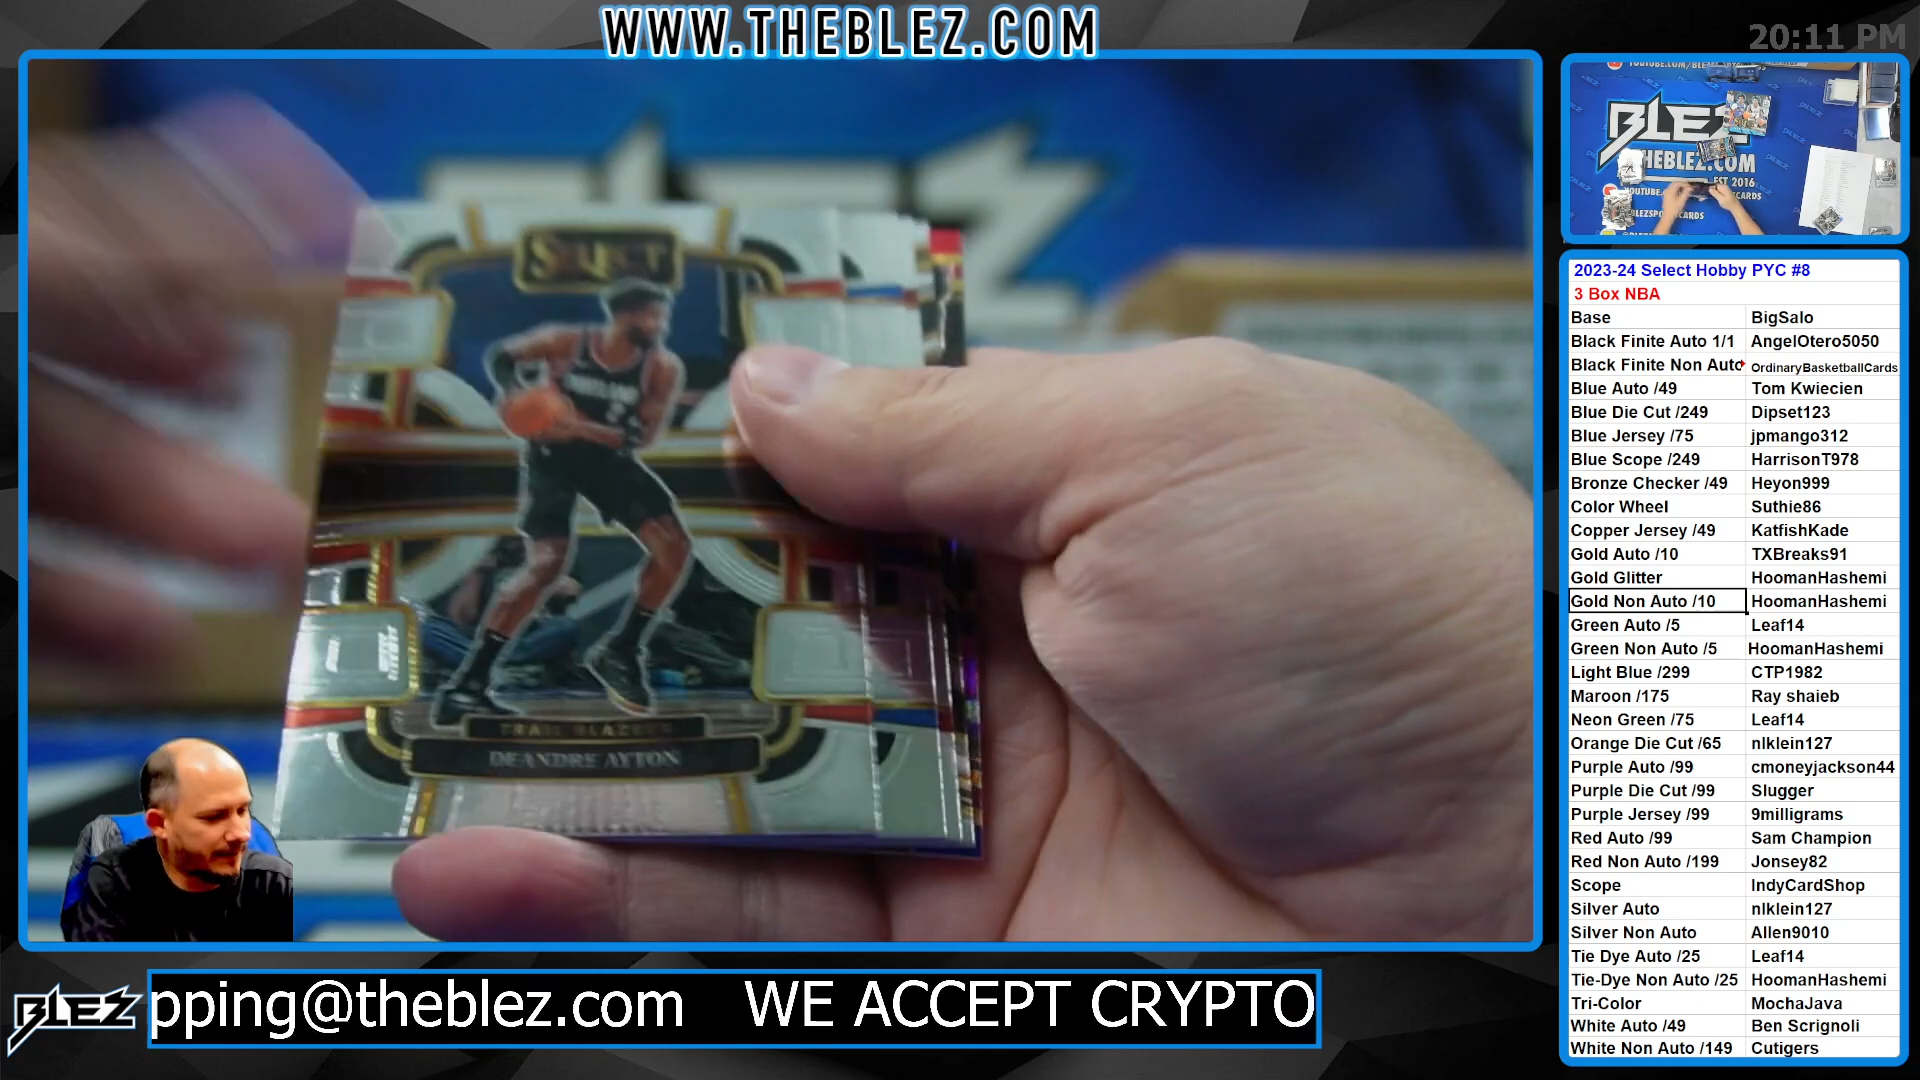 WWW.THEBLEZ.COM
20:11 PM
SELECT
TRAIL BLAZERS
DEANDRE AYTON
BLEZ
THEBLEZ.COM
EST 2016
2023-24 Select Hobby PYC #8
3 Box NBA
Base BigSalo
Black Finite Auto 1/1 AngelOtero5050
Black Finite Non Auto OrdinaryBasketballCards
Blue Auto /49 Tom Kwiecien
Blue Die Cut /249 Dipset123
Blue Jersey /75 jpmango312
Blue Scope /249 HarrisonT978
Bronze Checker /49 Heyon999
Color Wheel Suthie86
Copper Jersey /49 KatfishKade
Gold Auto /10 TXBreaks91
Gold Glitter HoomanHashemi
Gold Non Auto /10 HoomanHashemi
Green Auto /5 Leaf14
Green Non Auto /5 HoomanHashemi
Light Blue /299 CTP1982
Maroon /175 Ray shaieb
Neon Green /75 Leaf14
Orange Die Cut /65 nlklein127
Purple Auto /99 cmoneyjackson44
Purple Die Cut /99 Slugger
Purple Jersey /99 9milligrams
Red Auto /99 Sam Champion
Red Non Auto /199 Jonsey82
Scope IndyCardShop
Silver Auto nlklein127
Silver Non Auto Allen9010
Tie Dye Auto /25 Leaf14
Tie-Dye Non Auto /25 HoomanHashemi
Tri-Color MochaJava
White Auto /49 Ben Scrignoli
White Non Auto /149 Cutigers
BLEZ
pping@theblez.com WE ACCEPT CRYPTO